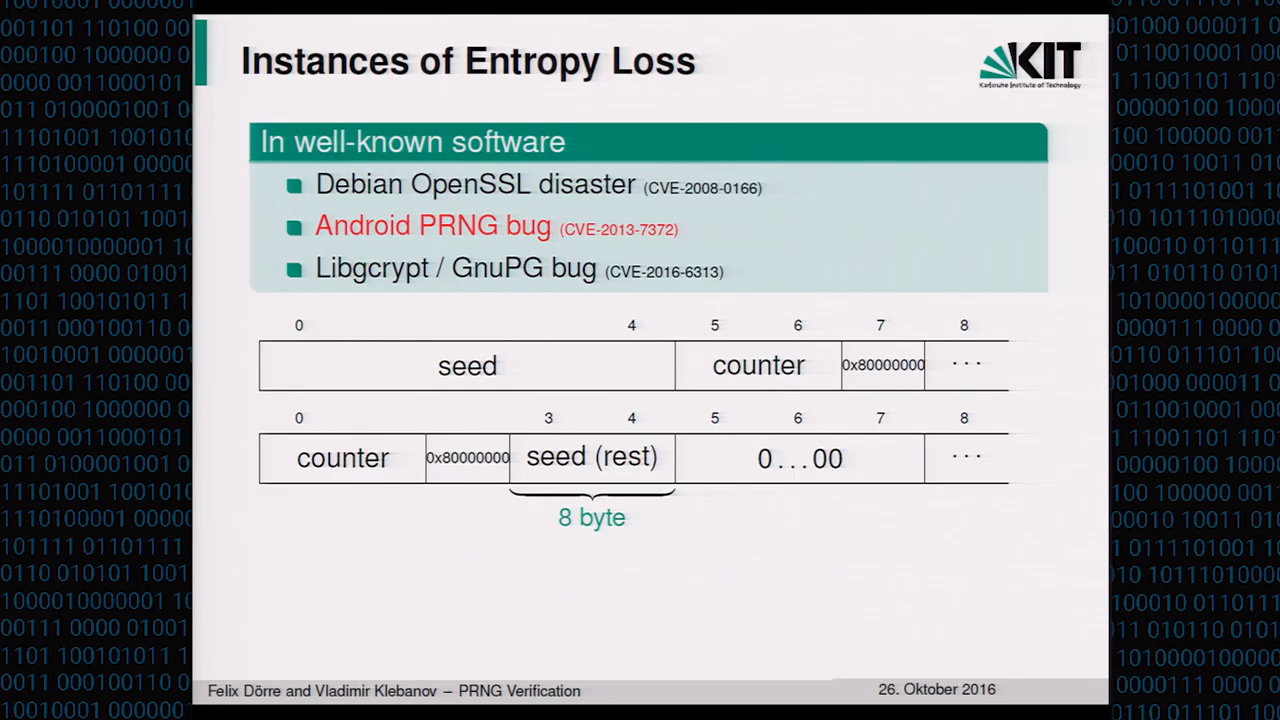 Instances of Entropy Loss
KIT
Karlsruhe Institute of Technology
In well-known software
Debian OpenSSL disaster (CVE-2008-0166)
Android PRNG bug (CVE-2013-7372)
Libgcrypt / GnuPG bug (CVE-2016-6313)
0 4 5 6 7 8
seed counter 0x80000000 ...
0 3 4 5 6 7 8
counter 0x80000000 seed (rest) 0...00 ...
8 byte
Felix Dörre and Vladimir Klebanov – PRNG Verification 26. Oktober 2016